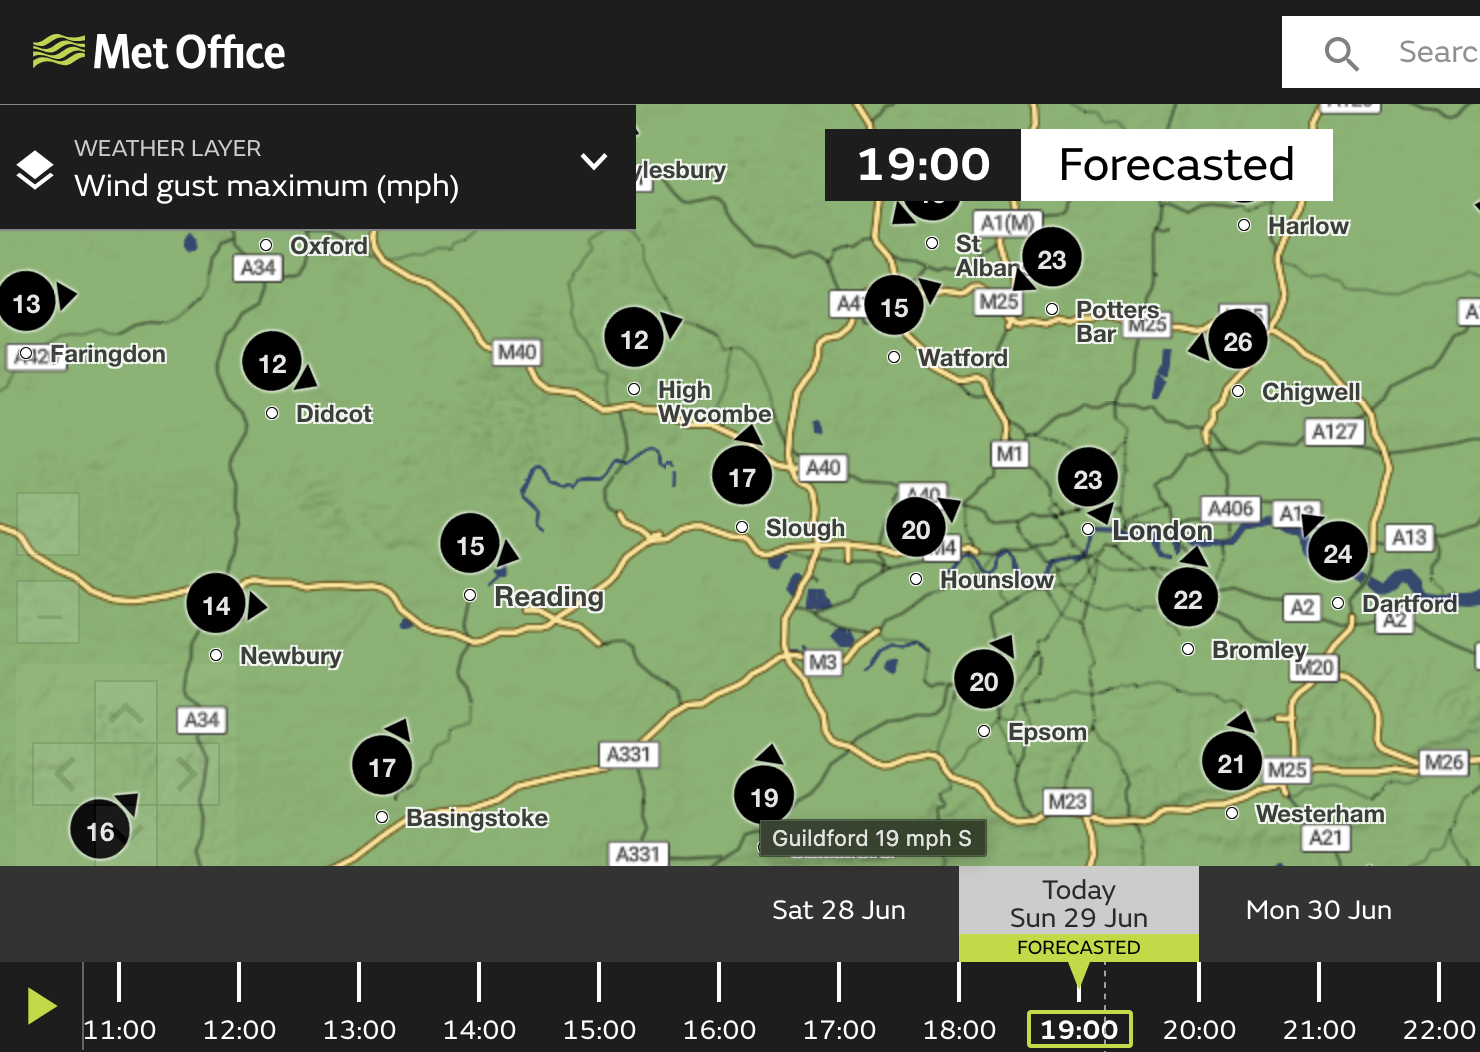 Met Office
Searc
WEATHER LAYER
Wind gust maximum (mph)
19:00 Forecasted
ylesbury
Oxford
A34
St
Alban
A1(M)
23
Harlow
13
Faringdon
12
Didcot
M40
12
High
Wycombe
15
Watford
M25
Potters
Bar
M25
26
Chigwell
A127
17
Slough
A40
M1
23
London
A406
A13
A13
A40
20
M4
Hounslow
24
Dartford
A2
A2
15
Reading
14
Newbury
22
Bromley
M20
M3
20
Epsom
A34
17
Basingstoke
A331
19
Guildford 19 mph S
M23
21
M25
M26
Westerham
A21
16
A331
Sat 28 Jun
Today
Sun 29 Jun
FORECASTED
Mon 30 Jun
11:00 12:00 13:00 14:00 15:00 16:00 17:00 18:00 19:00 20:00 21:00 22:00